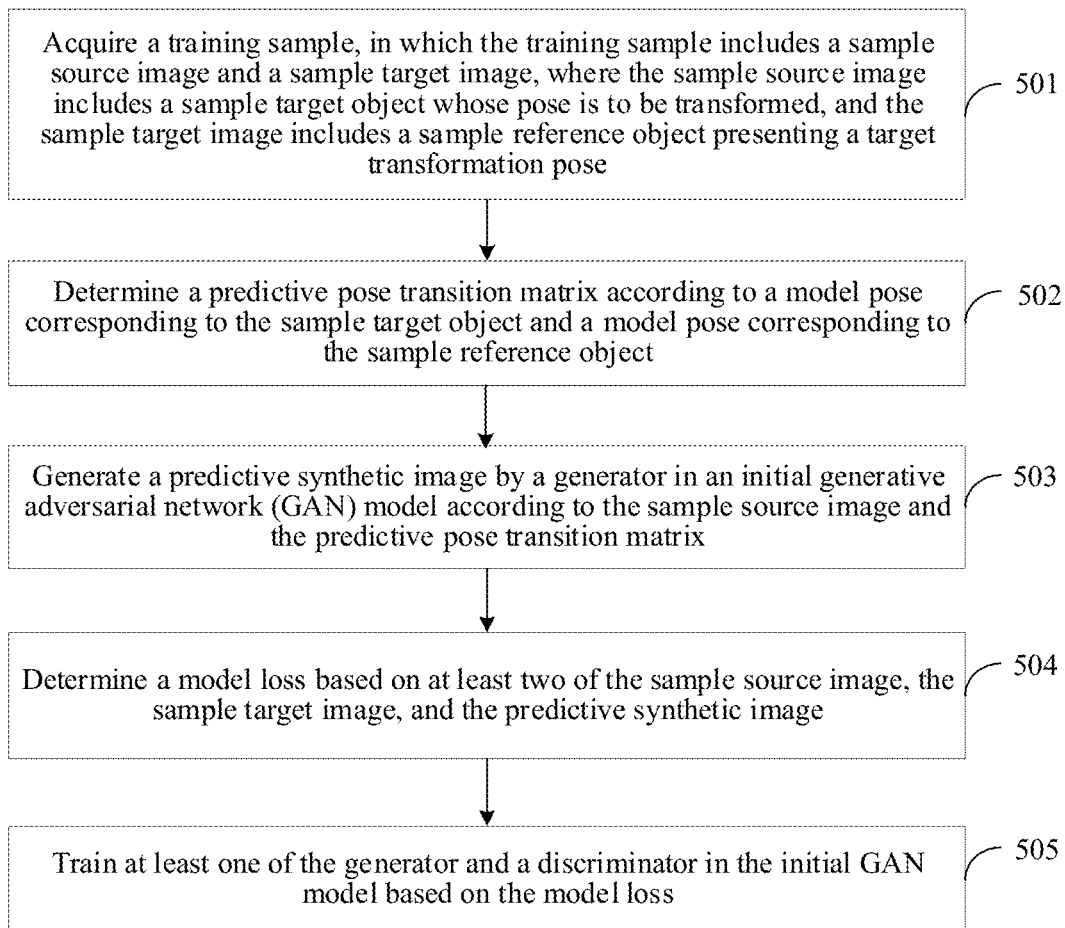 Acquire a training sample, in which the training sample includes a sample
source image and a sample target image, where the sample source image
includes a sample target object whose pose is to be transformed, and the
sample target image includes a sample reference object presenting a target
transformation pose
501
Determine a predictive pose transition matrix according to a model pose
corresponding to the sample target object and a model pose corresponding to
the sample reference object
502
Generate a predictive synthetic image by a generator in an initial generative
adversarial network (GAN) model according to the sample source image and
the predictive pose transition matrix
503
Determine a model loss based on at least two of the sample source image, the
sample target image, and the predictive synthetic image
504
Train at least one of the generator and a discriminator in the initial GAN
model based on the model loss
505